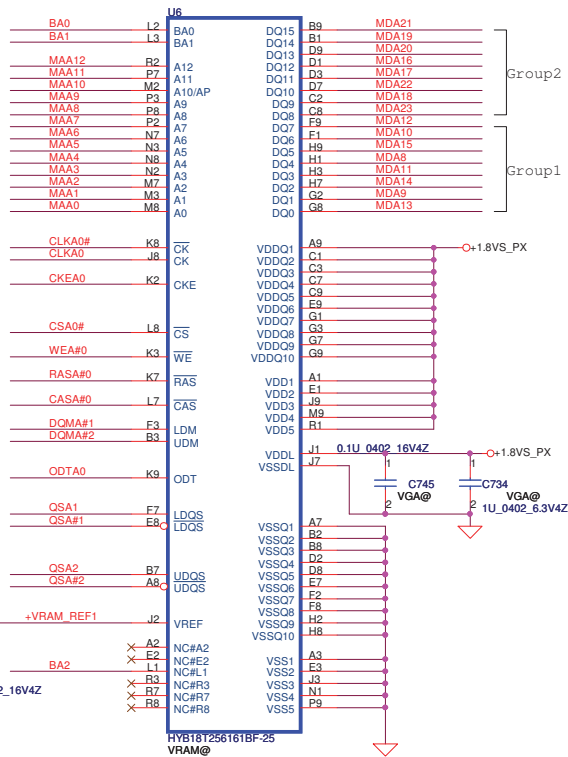 U6
BA0 L2 BA0 DQ15 B9 MDA21
BA1 L3 BA1 DQ14 B1 MDA19
DQ13 D9 MDA20
MAA12 R2 A12 DQ12 D1 MDA16
MAA11 P7 A11 DQ11 D3 MDA17
MAA10 M2 A10/AP DQ10 D7 MDA22
MAA9 P3 A9 DQ9 C2 MDA18
MAA8 P8 A8 DQ8 C8 MDA23
Group2
MAA7 P2 A7 DQ7 F9 MDA12
MAA6 N7 A6 DQ6 F1 MDA10
MAA5 N3 A5 DQ5 H9 MDA15
MAA4 N8 A4 DQ4 H1 MDA8
MAA3 N2 A3 DQ3 H3 MDA11
MAA2 M7 A2 DQ2 H7 MDA14
MAA1 M3 A1 DQ1 G2 MDA9
MAA0 M8 A0 DQ0 G8 MDA13
Group1
CLKA0# K8 CK VDDQ1 A9 +1.8VS_PX
CLKA0 J8 CK VDDQ2 C1
VDDQ3 C3
CKEA0 K2 CKE VDDQ4 C7
VDDQ5 C9
VDDQ6 E9
VDDQ7 G1
CSA0# L8 CS VDDQ8 G3
VDDQ9 G7
WEA#0 K3 WE VDDQ10 G9
RASA#0 K7 RAS VDD1 A1
VDD2 E1
CASA#0 L7 CAS VDD3 J9
VDD4 M9
DQMA#1 F3 LDM VDD5 R1
DQMA#2 B3 UDM
VDDL J1 0.1U_0402_16V4Z +1.8VS_PX
VSSDL J7
1 1
ODTA0 K9 ODT C745 C734
VGA@ VGA@
2 2 1U_0402_6.3V4Z
QSA1 F7 LDQS
QSA#1 E8 LDQS VSSQ1 A7
VSSQ2 B2
VSSQ3 B8
VSSQ4 D2
QSA2 B7 UDQS VSSQ5 D8
QSA#2 A8 UDQS VSSQ6 E7
VSSQ7 F2
VSSQ8 F8
+VRAM_REF1 J2 VREF VSSQ9 H2
VSSQ10 H8
A2 NC#A2
E2 NC#E2 VSS1 A3
BA2 L1 NC#L1 VSS2 E3
R3 NC#R3 VSS3 J3
R7 NC#R7 VSS4 N1
R8 NC#R8 VSS5 P9
2_16V4Z
HYB18T256161BF-25
VRAM@